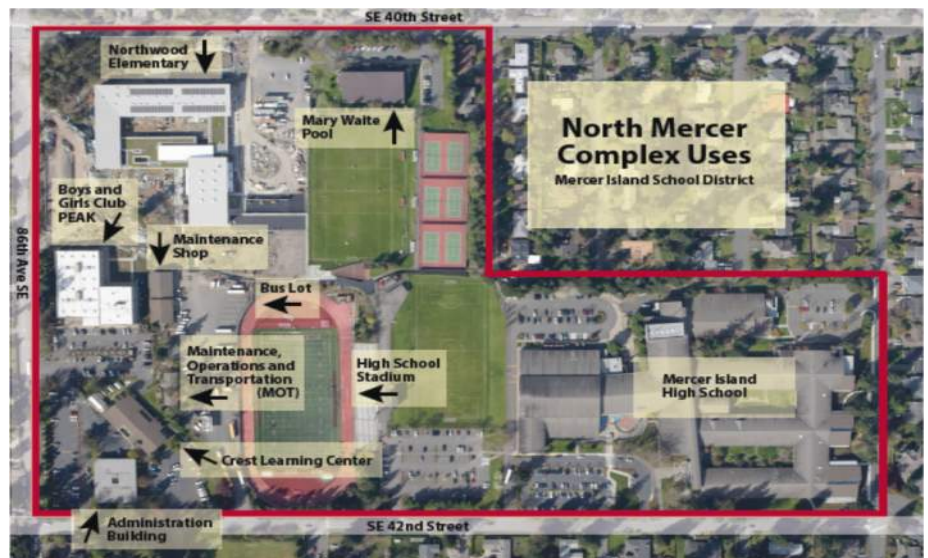 SE 40th Street
Northwood
Elementary
Mary Waite
Pool
North Mercer
Complex Uses
Mercer Island School District
Boys and
Girls Club
PEAK
86th Ave SE
Maintenance
Shop
Bus Lot
Maintenance,
Operations and
Transportation
(MOT)
High School
Stadium
Mercer Island
High School
Crest Learning Center
Administration
Building
SE 42nd Street